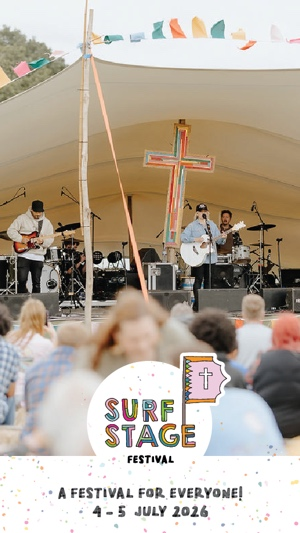 SURF
STAGE
FESTIVAL
A FESTIVAL FOR EVERYONE!
4 - 5 JULY 2026